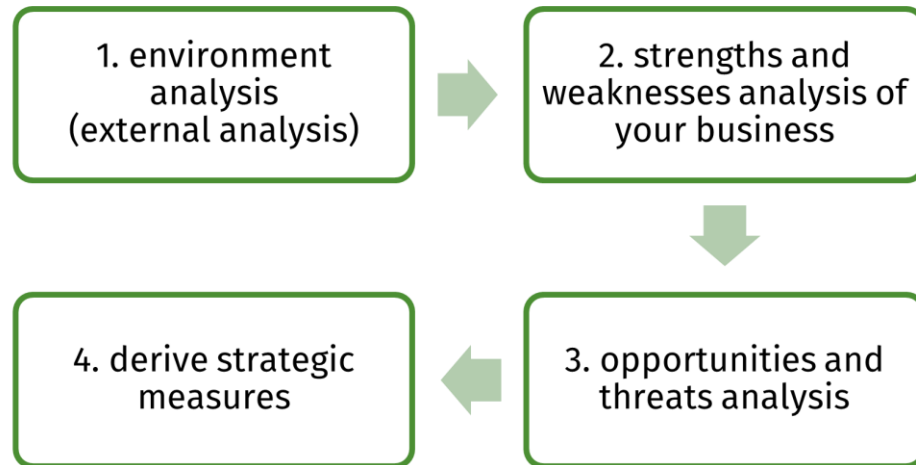 1. environment
analysis
(external analysis)
2. strengths and
weaknesses analysis of
your business
3. opportunities and
threats analysis
4. derive strategic
measures